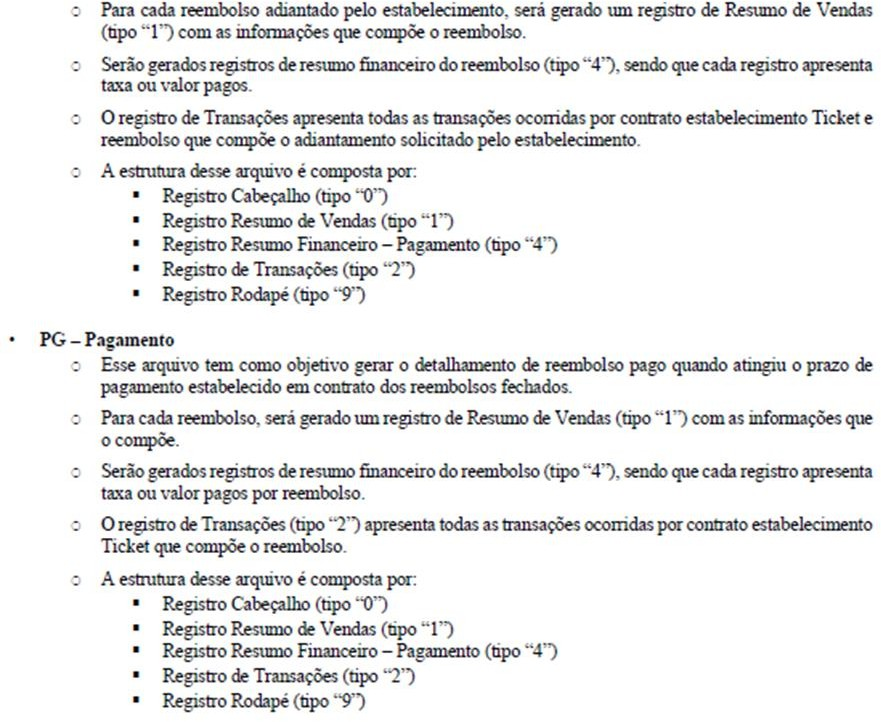 ○ Para cada reembolso adiantado pelo estabelecimento, será gerado um registro de Resumo de Vendas
(tipo “1”) com as informações que compõe o reembolso.
○ Serão gerados registros de resumo financeiro do reembolso (tipo “4”), sendo que cada registro apresenta
taxa ou valor pagos.
○ O registro de Transações apresenta todas as transações ocorridas por contrato estabelecimento Ticket e
reembolso que compõe o adiantamento solicitado pelo estabelecimento.
○ A estrutura desse arquivo é composta por:
▪ Registro Cabeçalho (tipo “0”)
▪ Registro Resumo de Vendas (tipo “1”)
▪ Registro Resumo Financeiro – Pagamento (tipo “4”)
▪ Registro de Transações (tipo “2”)
▪ Registro Rodapé (tipo “9”)
• PG – Pagamento
○ Esse arquivo tem como objetivo gerar o detalhamento de reembolso pago quando atingiu o prazo de
pagamento estabelecido em contrato dos reembolsos fechados.
○ Para cada reembolso, será gerado um registro de Resumo de Vendas (tipo “1”) com as informações que
o compõe.
○ Serão gerados registros de resumo financeiro do reembolso (tipo “4”), sendo que cada registro apresenta
taxa ou valor pagos por reembolso.
○ O registro de Transações (tipo “2”) apresenta todas as transações ocorridas por contrato estabelecimento
Ticket que compõe o reembolso.
○ A estrutura desse arquivo é composta por:
▪ Registro Cabeçalho (tipo “0”)
▪ Registro Resumo de Vendas (tipo “1”)
▪ Registro Resumo Financeiro – Pagamento (tipo “4”)
▪ Registro de Transações (tipo “2”)
▪ Registro Rodapé (tipo “9”)